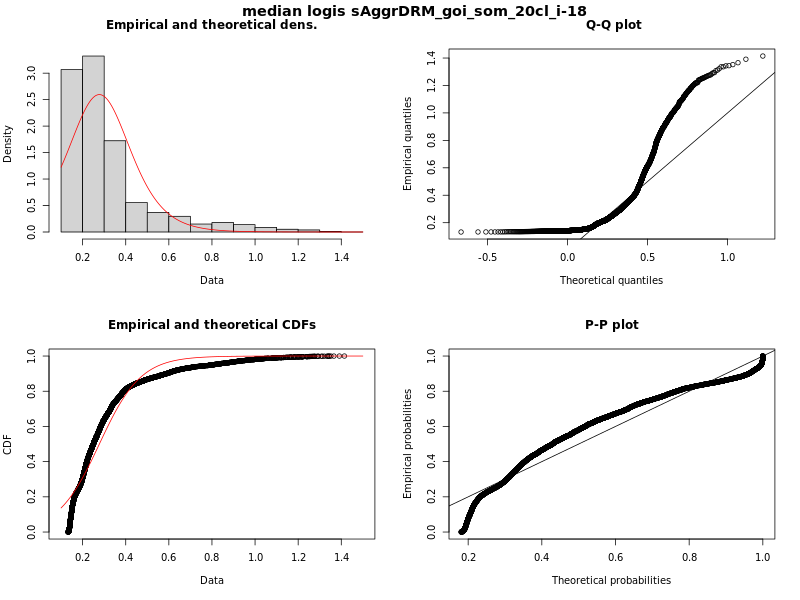 median logis sAggrDRM_goi_som_20cl_i-18
Empirical and theoretical dens.
Density
0.0 0.5 1.0 1.5 2.0 2.5 3.0
0.2 0.4 0.6 0.8 1.0 1.2 1.4
Data
Q-Q plot
Empirical quantiles
0.2 0.4 0.6 0.8 1.0 1.2 1.4
-0.5 0.0 0.5 1.0
Theoretical quantiles
Empirical and theoretical CDFs
CDF
0.0 0.2 0.4 0.6 0.8 1.0
0.2 0.4 0.6 0.8 1.0 1.2 1.4
Data
P-P plot
Empirical probabilities
0.0 0.2 0.4 0.6 0.8 1.0
0.2 0.4 0.6 0.8 1.0
Theoretical probabilities